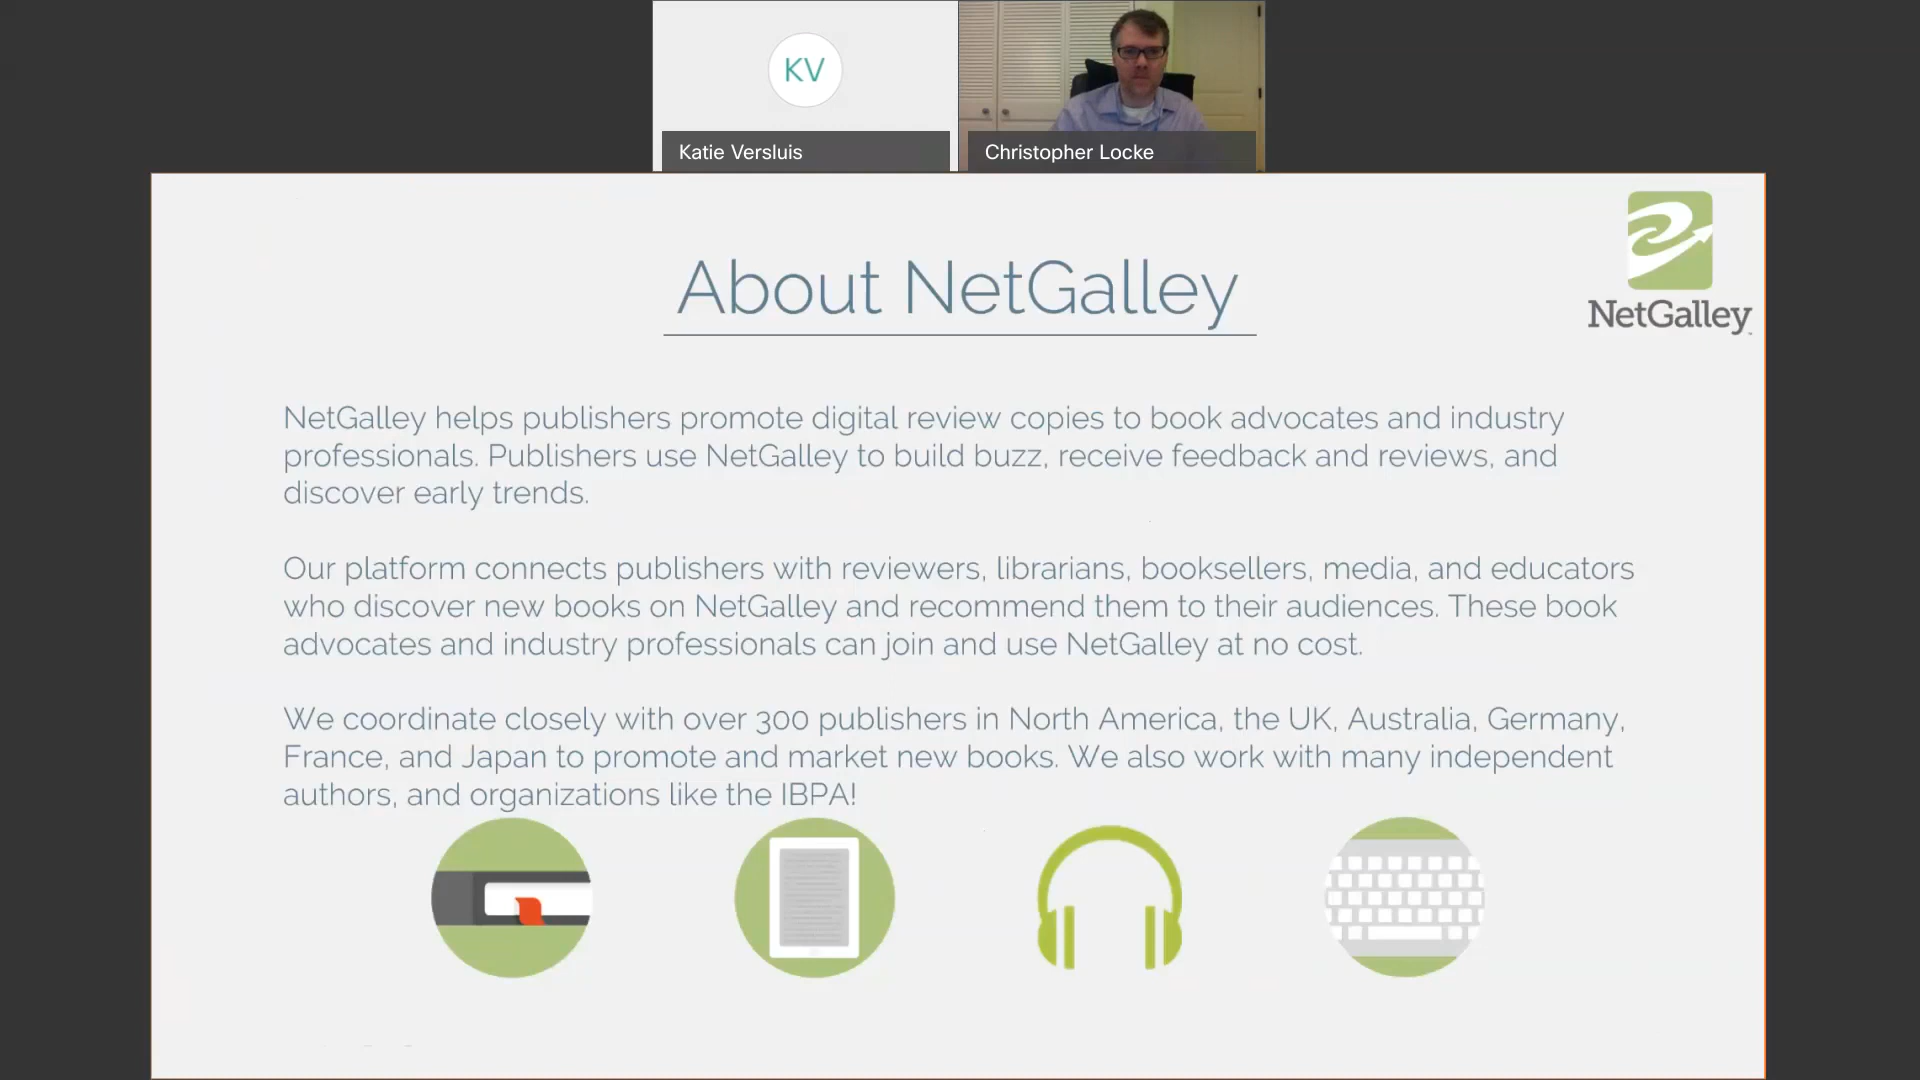 KV
Katie Versluis
Christopher Locke
About NetGalley
NetGalley
NetGalley helps publishers promote digital review copies to book advocates and industry
professionals. Publishers use NetGalley to build buzz, receive feedback and reviews, and
discover early trends.
Our platform connects publishers with reviewers, librarians, booksellers, media, and educators
who discover new books on NetGalley and recommend them to their audiences. These book
advocates and industry professionals can join and use NetGalley at no cost.
We coordinate closely with over 300 publishers in North America, the UK, Australia, Germany,
France, and Japan to promote and market new books. We also work with many independent
authors, and organizations like the IBPA!